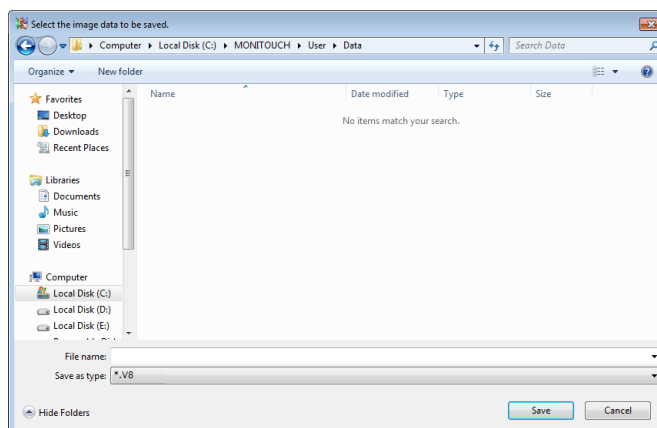 Select the image data to be saved.
Computer Local Disk (C:) MONITOUCH User Data Search Data
Organize New folder
Name Date modified Type Size
No items match your search.
Favorites
Desktop
Downloads
Recent Places
Libraries
Documents
Music
Pictures
Videos
Computer
Local Disk (C:)
Local Disk (D:)
Local Disk (E:)
File name:
Save as type: *.V8
Hide Folders Save Cancel